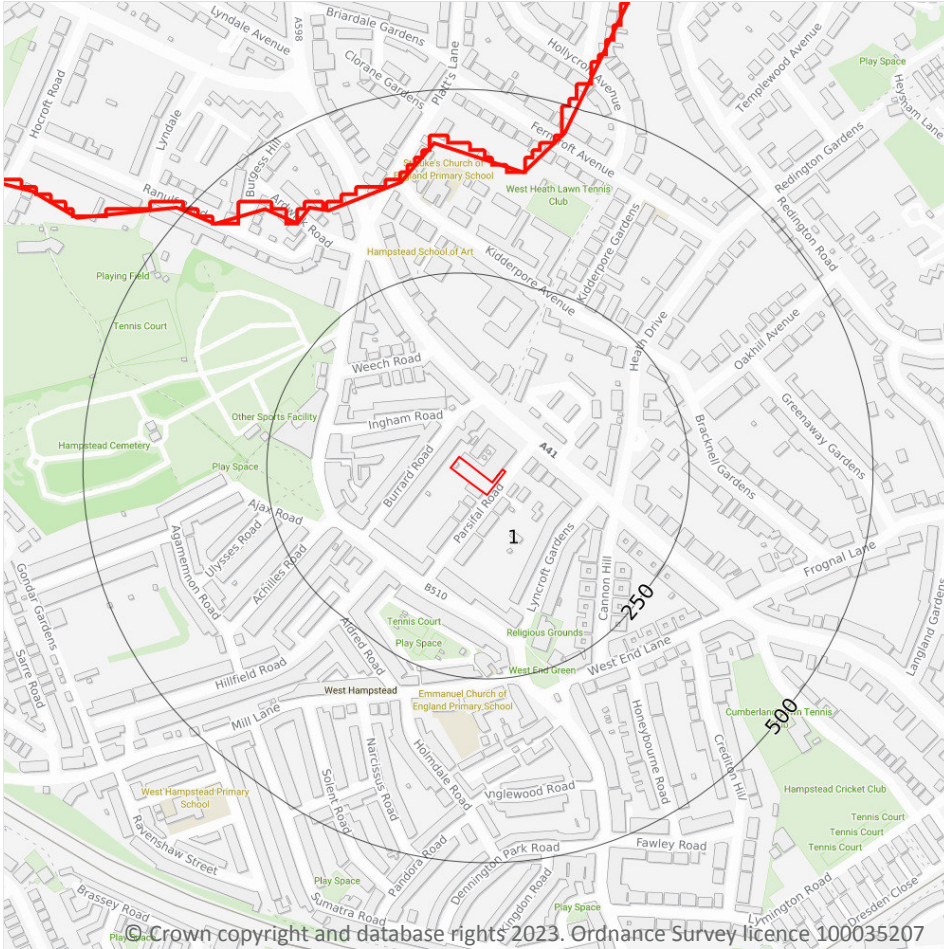 Lyndale Avenue
A598
Briardale Gardens
Clorane Gardens
Platt's Lane
Hollycroft Avenue
Templewood Avenue
Play Space
Heysham Lane
Hocroft Road
Lyndale
Burgess Hill
Ferncroft Avenue
Redington Gardens
Church of
England Primary School
West Heath Lawn Tennis
Club
Redington Road
Ardwick Road
Hampstead School of Art
Kidderpore Avenue
Kidderpore Gardens
Playing Field
Tennis Court
Heath Drive
Oakhill Avenue
Weech Road
Ingham Road
Other Sports Facility
Greenaway Gardens
Bracknell Gardens
A41
Hampstead Cemetery
Play Space
Burrard Road
Parsifal Road
Ajax Road
1
Agamemnon Road
Ulysses Road
Achilles Road
Lyncroft Gardens
Frognal Lane
Gondar Gardens
B510
Cannon Hill
250
Tennis Court
Play Space
Religious Grounds
Aldred Road
West End Lane
West End Green
Langland Gardens
Sarre Road
Hillfield Road
West Hampstead
Emmanuel Church of
England Primary School
Mill Lane
500
Honeybourne Road
Crediton Hill
Narcissus Road
Holmdale Road
Solent Road
Hampstead Cricket Club
West Hampstead Primary
School
Tennis Court
Tennis Court
Tennis Court
Ravenshaw Street
Fawley Road
Dennington Park Road
Pandora Road
Play Space
Sumatra Road
Play Space
Lymington Road
Dresden Close
Brassey Road
© Crown copyright and database rights 2023. Ordnance Survey licence 100035207